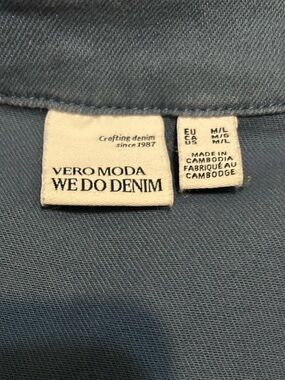 Crafting denim
since 1987
VERO MODA
WE DO DENIM
EU M/L
CA M/G
US M/L
MADE IN
CAMBODIA
FABRIQUÉ AU
CAMBODGE